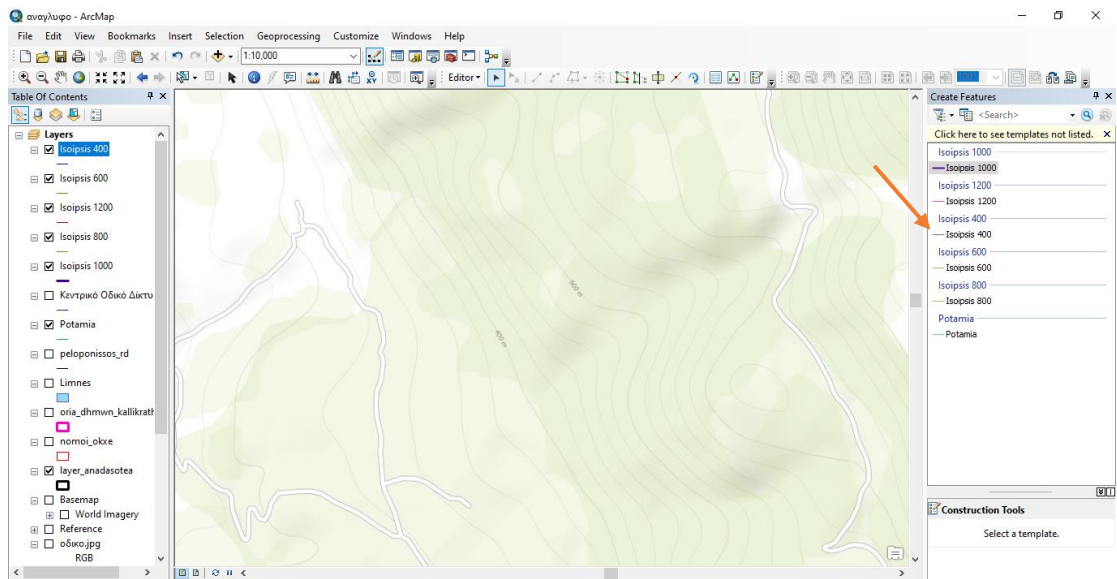 αναγλυφο - ArcMap
File Edit View Bookmarks Insert Selection Geoprocessing Customize Windows Help
1:10,000
Editor
Table Of Contents
Layers
Isoipsis 400
Isoipsis 600
Isoipsis 1200
Isoipsis 800
Isoipsis 1000
Κεντρικό Οδικό Δίκτυ
Potamia
peloponissos_rd
Limnes
oria_dhmwn_kallikrath
nomoi_okxe
layer_anadasotea
Basemap
World Imagery
Reference
οδικο.jpg
RGB
500 m
400 m
Create Features
<Search>
Click here to see templates not listed.
Isoipsis 1000
Isoipsis 1000
Isoipsis 1200
Isoipsis 1200
Isoipsis 400
Isoipsis 400
Isoipsis 600
Isoipsis 600
Isoipsis 800
Isoipsis 800
Potamia
Potamia
Construction Tools
Select a template.